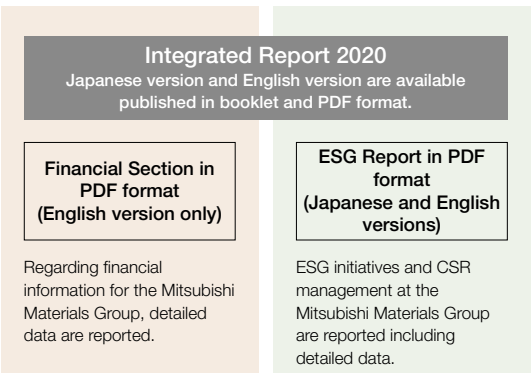 Integrated Report 2020
Japanese version and English version are available
published in booklet and PDF format.
Financial Section in
PDF format
(English version only)
Regarding financial
information for the Mitsubishi
Materials Group, detailed
data are reported.
ESG Report in PDF
format
(Japanese and English
versions)
ESG initiatives and CSR
management at the
Mitsubishi Materials Group
are reported including
detailed data.